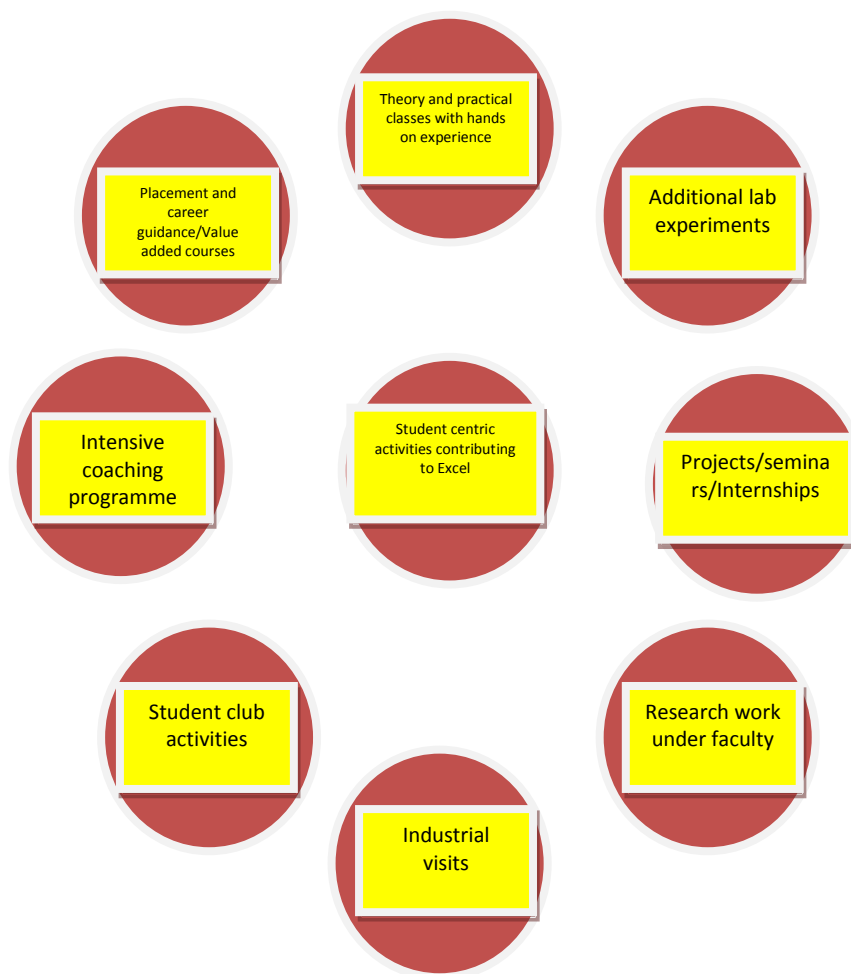 Theory and practical
classes with hands
on experience
Placement and
career
guidance/Value
added courses
Additional lab
experiments
Intensive
coaching
programme
Student centric
activities contributing
to Excel
Projects/semina
rs/Internships
Student club
activities
Research work
under faculty
Industrial
visits